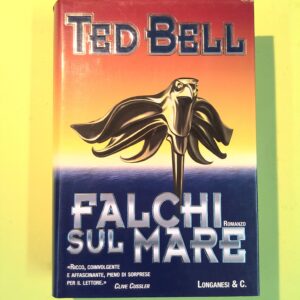 TED BELL
FALCHI
ROMANZO
SUL MARE
«RICCO, COINVOLGENTE
E AFFASCINANTE, PIENO DI SORPRESE
PER IL LETTORE.» CLIVE CUSSLER
LONGANESI & C.